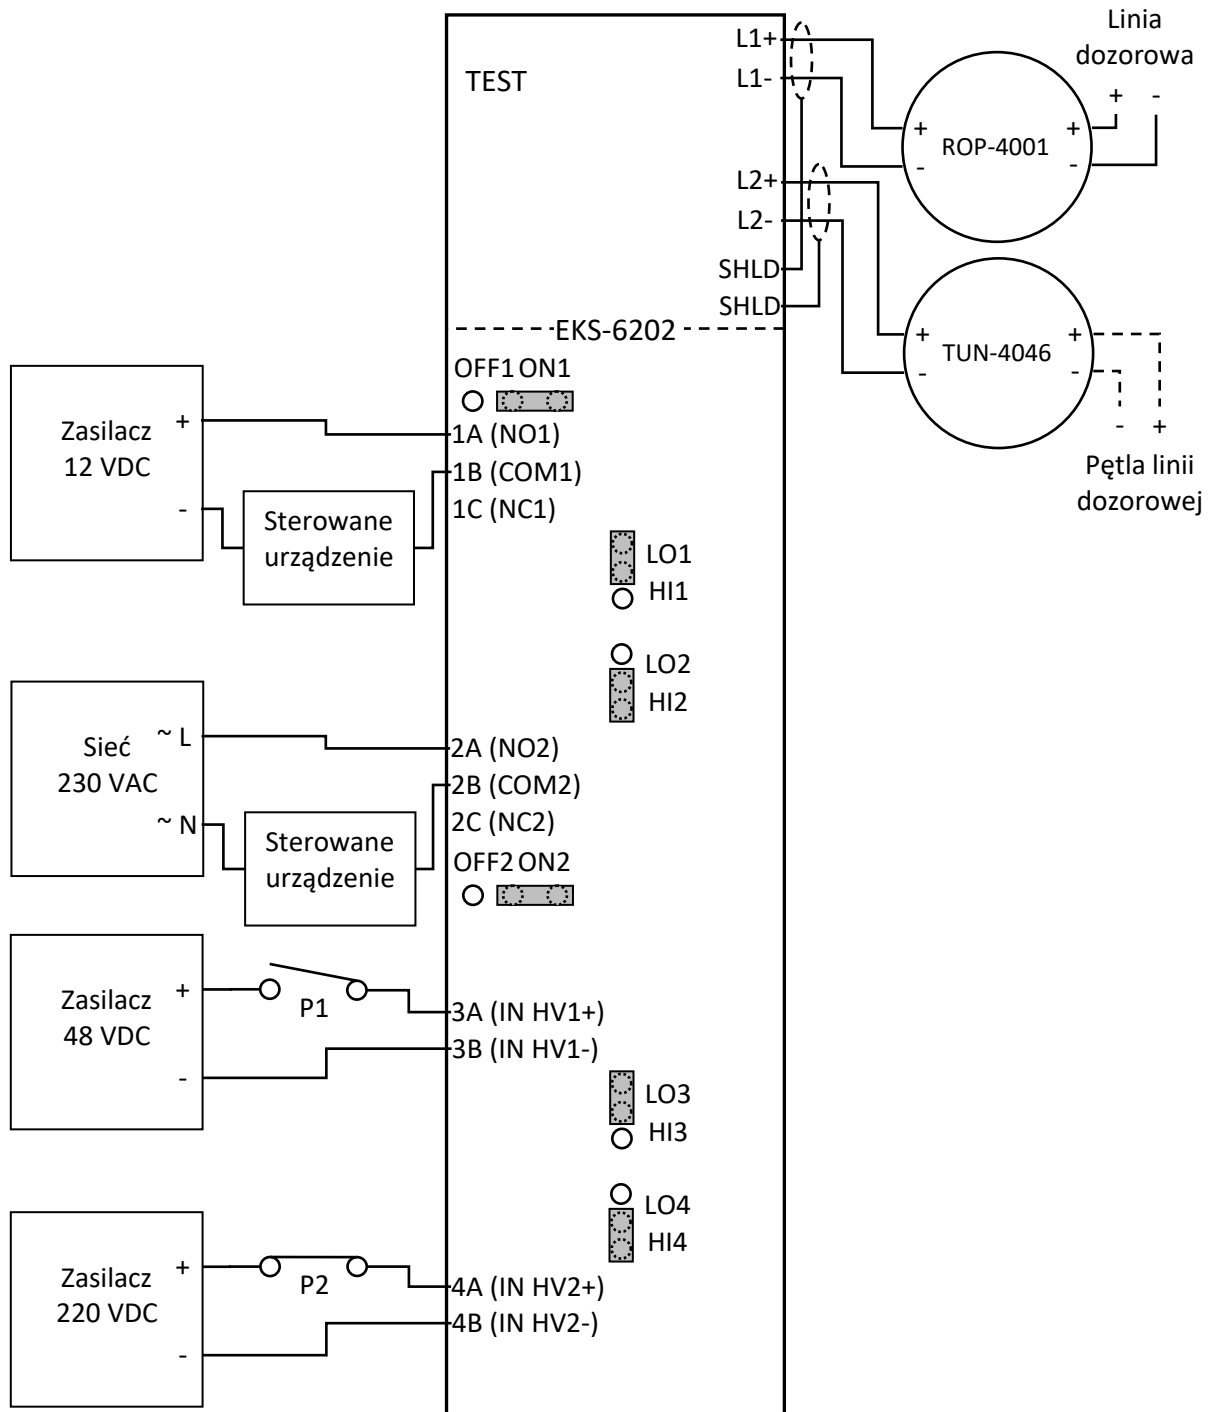 Linia
dozorowa
+ -
TEST
L1+
L1-
+ ROP-4001 +
- -
L2+
L2-
SHLD
SHLD
EKS-6202
+ TUN-4046 +
- -
- +
Pętla linii
dozorowej
OFF1 ON1
Zasilacz
12 VDC
+
-
1A (NO1)
1B (COM1)
1C (NC1)
Sterowane
urządzenie
LO1
HI1
LO2
HI2
Sieć
230 VAC
~ L
~ N
2A (NO2)
2B (COM2)
2C (NC2)
OFF2 ON2
Sterowane
urządzenie
Zasilacz
48 VDC
+
-
P1
3A (IN HV1+)
3B (IN HV1-)
LO3
HI3
LO4
HI4
Zasilacz
220 VDC
+
-
P2
4A (IN HV2+)
4B (IN HV2-)